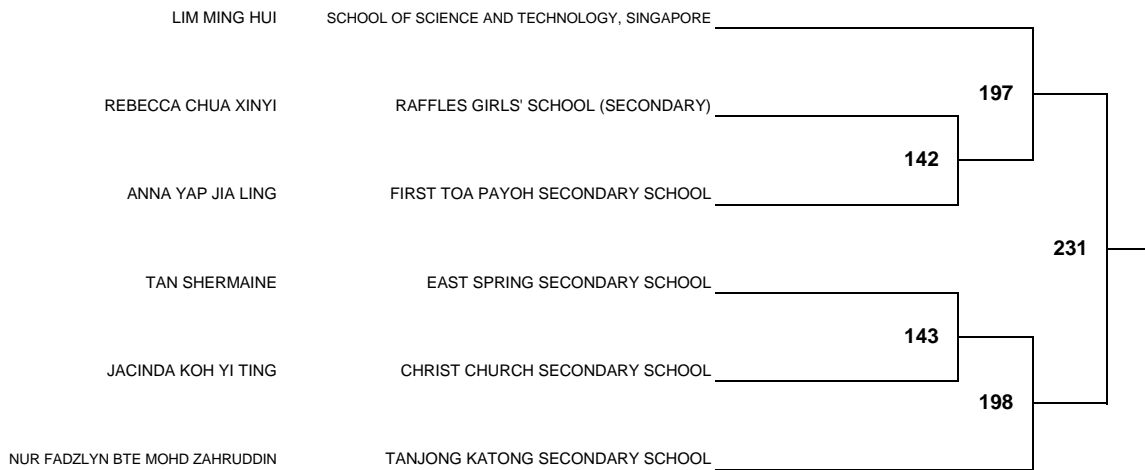 LIM MING HUI SCHOOL OF SCIENCE AND TECHNOLOGY, SINGAPORE
197
REBECCA CHUA XINYI RAFFLES GIRLS' SCHOOL (SECONDARY)
142
ANNA YAP JIA LING FIRST TOA PAYOH SECONDARY SCHOOL
231
TAN SHERMAINE EAST SPRING SECONDARY SCHOOL
143
JACINDA KOH YI TING CHRIST CHURCH SECONDARY SCHOOL
198
NUR FADZLYN BTE MOHD ZAHRUDDIN TANJONG KATONG SECONDARY SCHOOL